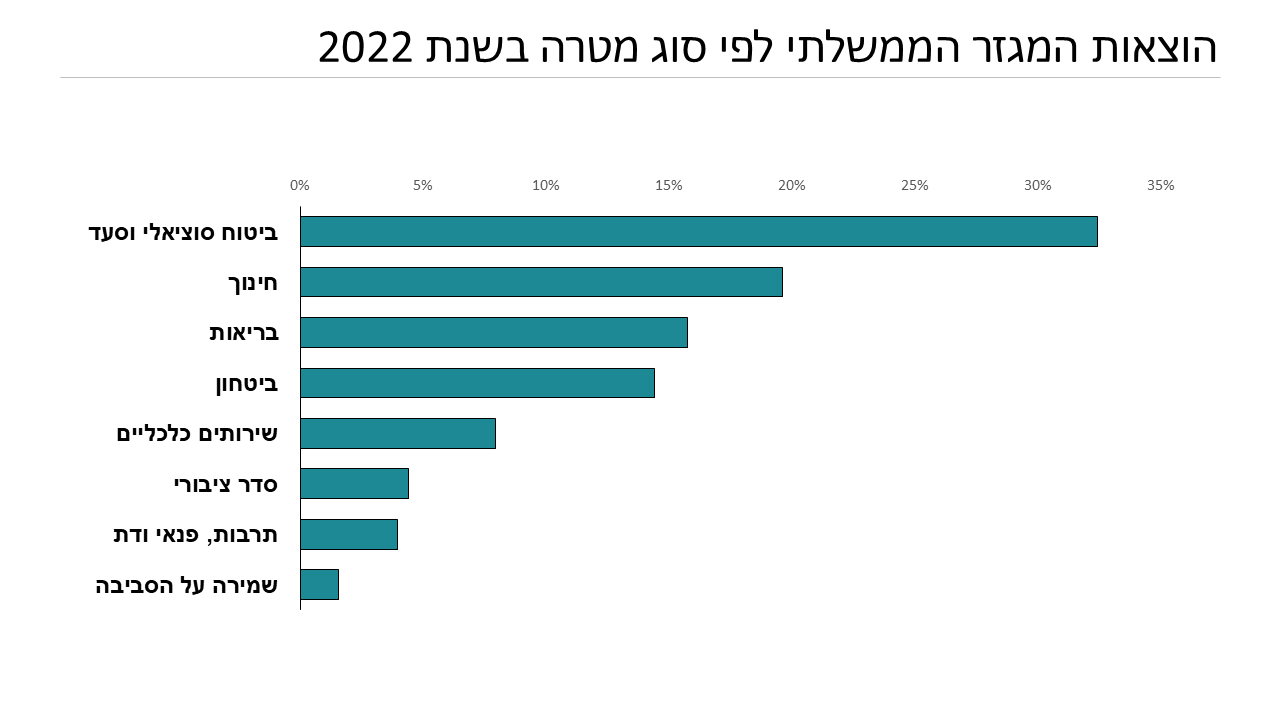 הוצאות המגזר הממשלתי לפי סוג מטרה בשנת 2022
0% 5% 10% 15% 20% 25% 30% 35%
ביטוח סוציאלי וסעד
חינוך
בריאות
ביטחון
שירותים כלכליים
סדר ציבורי
תרבות, פנאי ודת
שמירה על הסביבה